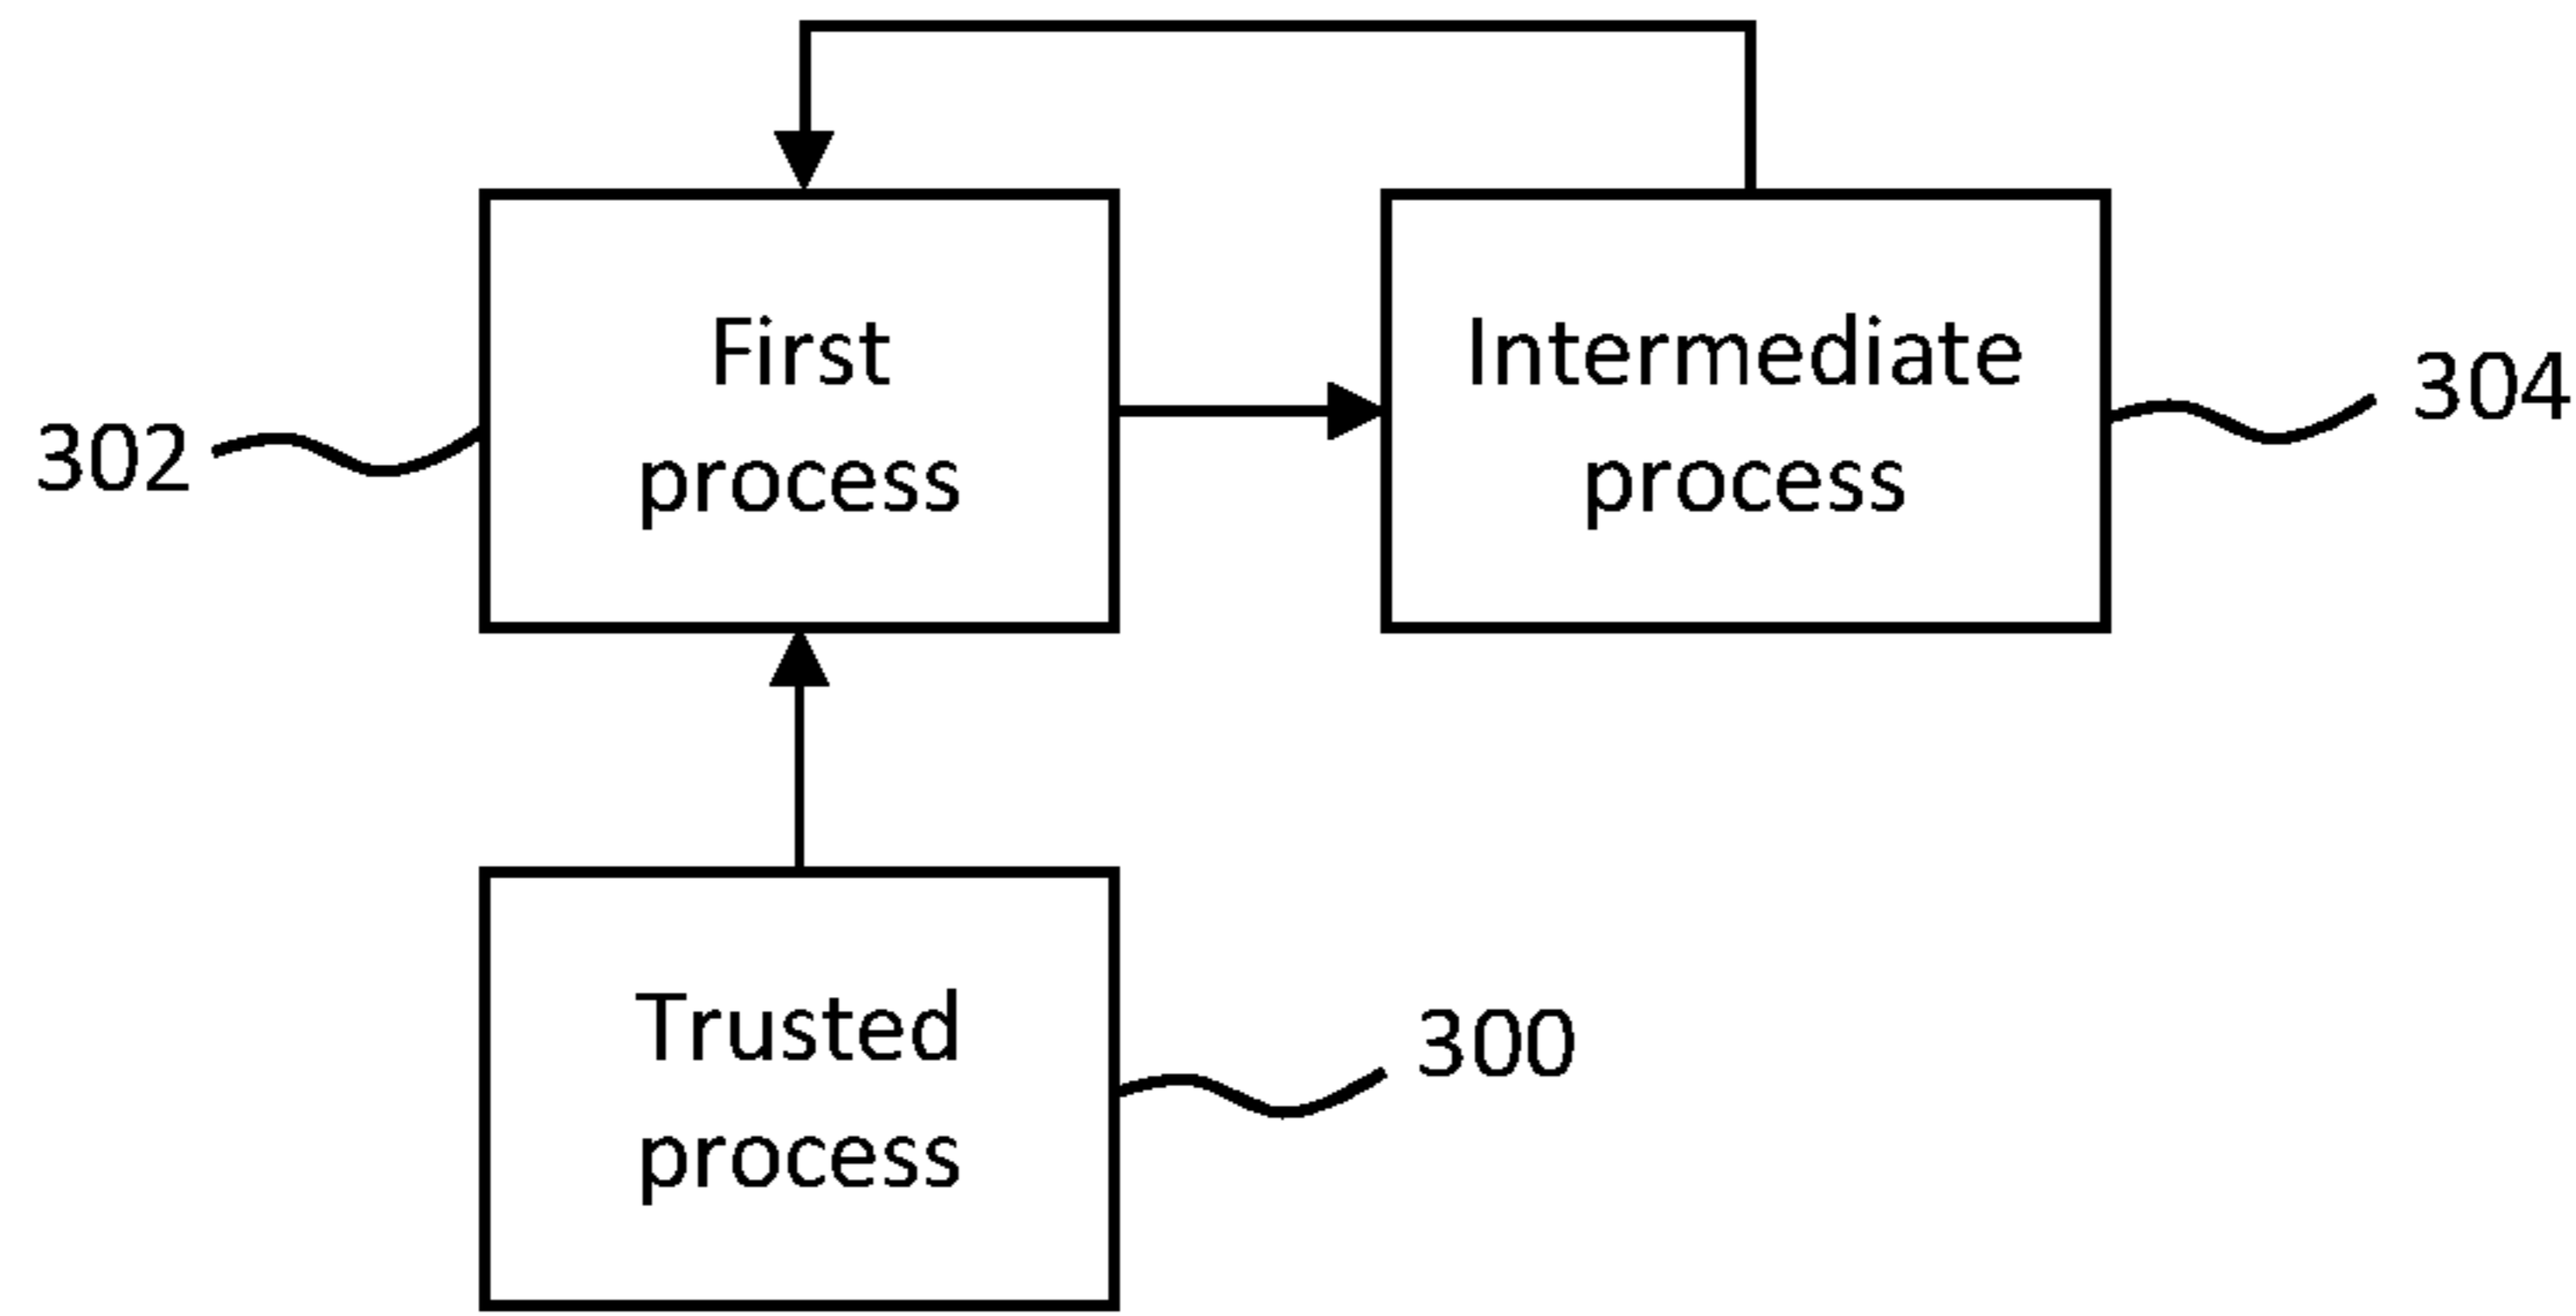 First
process
Intermediate
process
302
304
Trusted
process
300